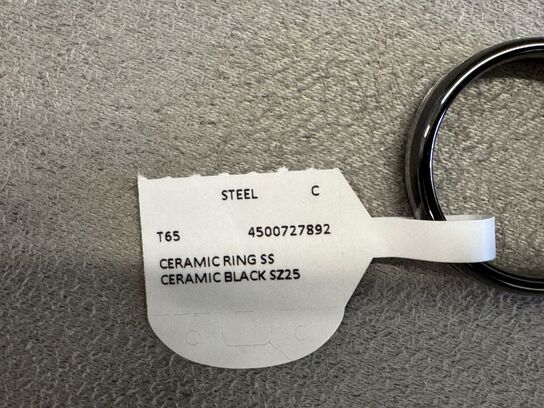 STEEL C
T65 4500727892
CERAMIC RING SS
CERAMIC BLACK SZ25